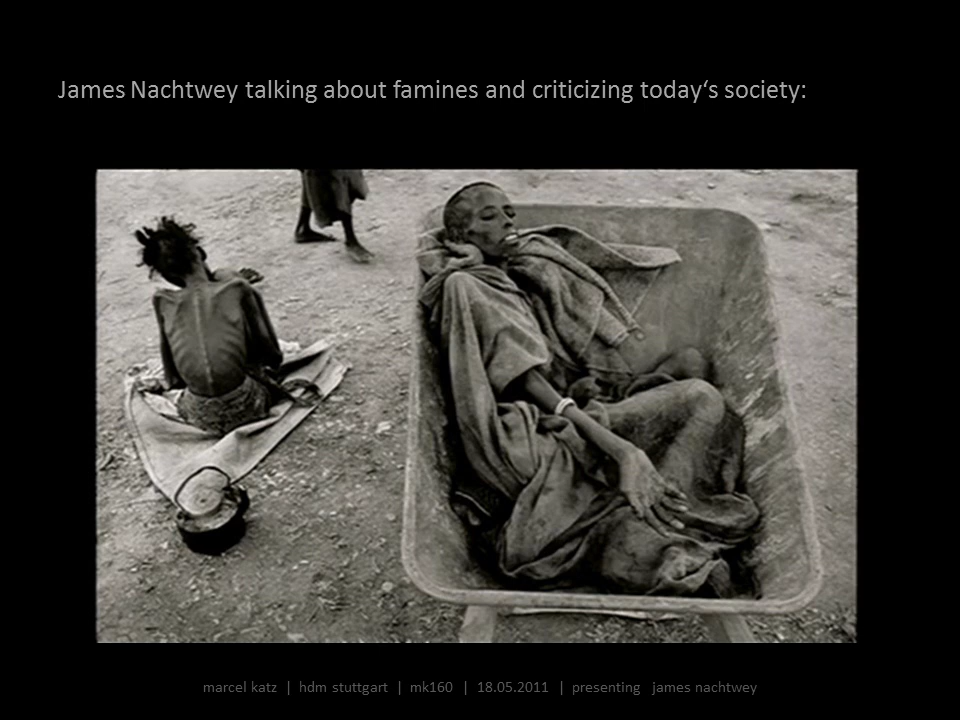 James Nachtwey talking about famines and criticizing today‘s society:
marcel katz | hdm stuttgart | mk160 | 18.05.2011 | presenting james nachtwey